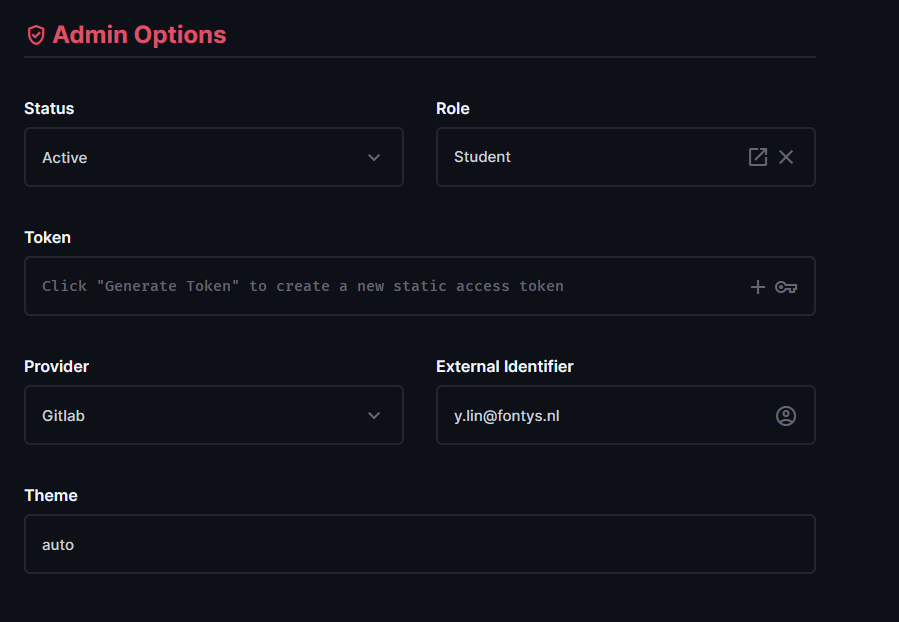 Admin Options
Status
Role
Active
Student
Token
Click "Generate Token" to create a new static access token
Provider
External Identifier
Gitlab
y.lin@fontys.nl
Theme
auto